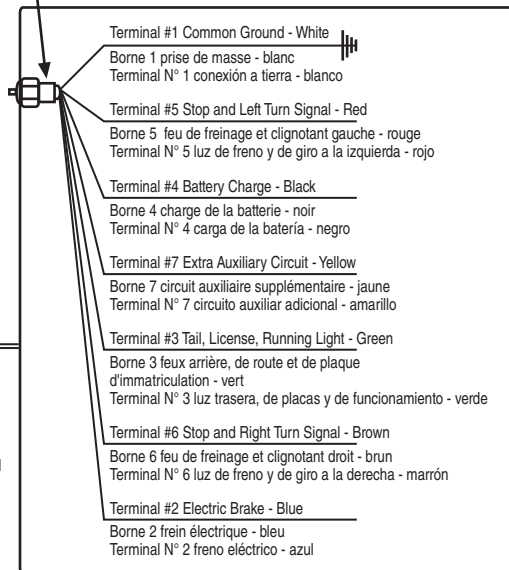 Terminal #1 Common Ground - White
Borne 1 prise de masse - blanc
Terminal N° 1 conexión a tierra - blanco
Terminal #5 Stop and Left Turn Signal - Red
Borne 5 feu de freinage et clignotant gauche - rouge
Terminal N° 5 luz de freno y de giro a la izquierda - rojo
Terminal #4 Battery Charge - Black
Borne 4 charge de la batterie - noir
Terminal N° 4 carga de la batería - negro
Terminal #7 Extra Auxiliary Circuit - Yellow
Borne 7 circuit auxiliaire supplémentaire - jaune
Terminal N° 7 circuito auxiliar adicional - amarillo
Terminal #3 Tail, License, Running Light - Green
Borne 3 feux arrière, de route et de plaque
d'immatriculation - vert
Terminal N° 3 luz trasera, de placas y de funcionamiento - verde
Terminal #6 Stop and Right Turn Signal - Brown
Borne 6 feu de freinage et clignotant droit - brun
Terminal N° 6 luz de freno y de giro a la derecha - marrón
Terminal #2 Electric Brake - Blue
Borne 2 frein électrique - bleu
Terminal N° 2 freno eléctrico - azul